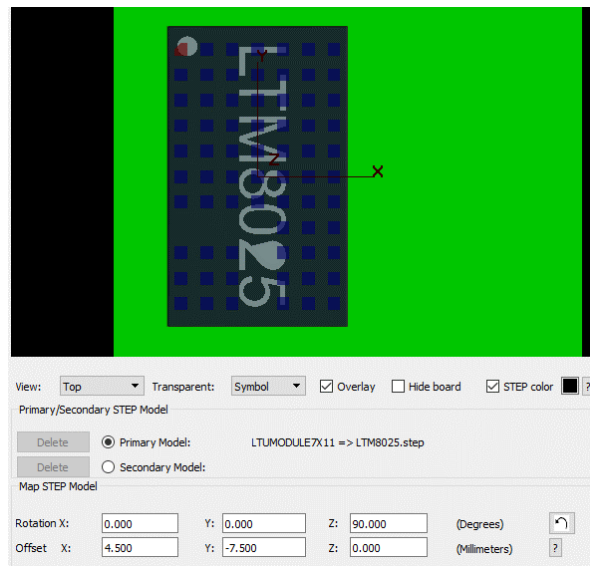 Y
Z
X
LTM8025
View: Top Transparent: Symbol Overlay Hide board STEP color ?
Primary/Secondary STEP Model
Delete Primary Model: LTUMODULE7X11 => LTM8025.step
Delete Secondary Model:
Map STEP Model
Rotation X: 0.000 Y: 0.000 Z: 90.000 (Degrees)
Offset X: 4.500 Y: -7.500 Z: 0.000 (Millimeters) ?